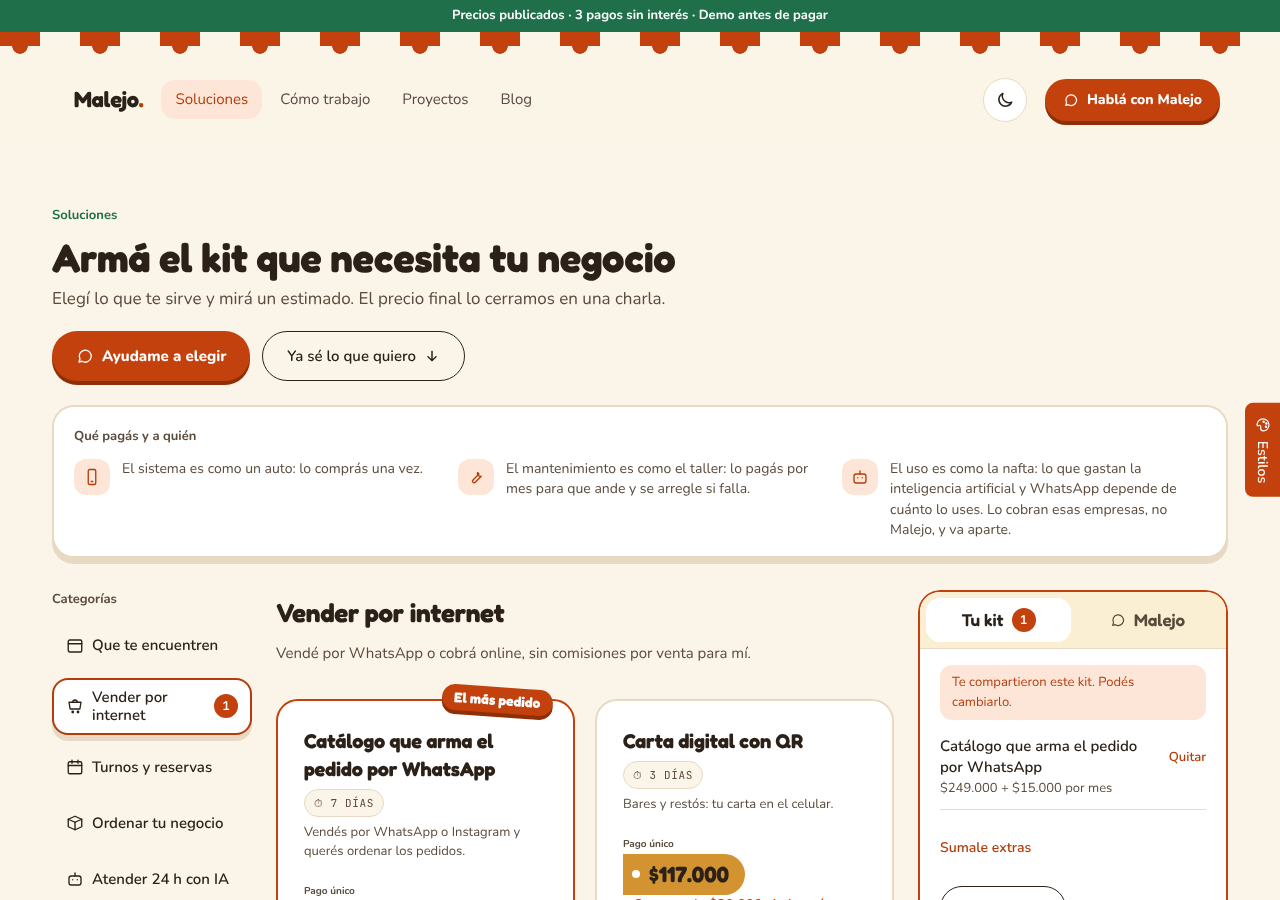 Precios publicados · 3 pagos sin interés · Demo antes de pagar
Malejo.
Soluciones
Cómo trabajo
Proyectos
Blog
Hablá con Malejo
Soluciones
Armá el kit que necesita tu negocio
Elegí lo que te sirve y mirá un estimado. El precio final lo cerramos en una charla.
Ayudame a elegir
Ya sé lo que quiero
Estilos
Qué pagás y a quién
El sistema es como un auto: lo comprás una vez.
El mantenimiento es como el taller: lo pagás por
mes para que ande y se arregle si falla.
El uso es como la nafta: lo que gastan la
inteligencia artificial y WhatsApp depende de
cuánto lo uses. Lo cobran esas empresas, no
Malejo, y va aparte.
Categorías
Que te encuentren
Vender por
internet
1
Turnos y reservas
Ordenar tu negocio
Atender 24 h con IA
Vender por internet
Vendé por WhatsApp o cobrá online, sin comisiones por venta para mí.
El más pedido
Catálogo que arma el
pedido por WhatsApp
7 DÍAS
Vendés por WhatsApp o Instagram y
querés ordenar los pedidos.
Pago único
Carta digital con QR
3 DÍAS
Bares y restós: tu carta en el celular.
Pago único
$117.000
Tu kit 1
Malejo
Te compartieron este kit. Podés
cambiarlo.
Catálogo que arma el pedido
por WhatsApp
Quitar
$249.000 + $15.000 por mes
Sumale extras